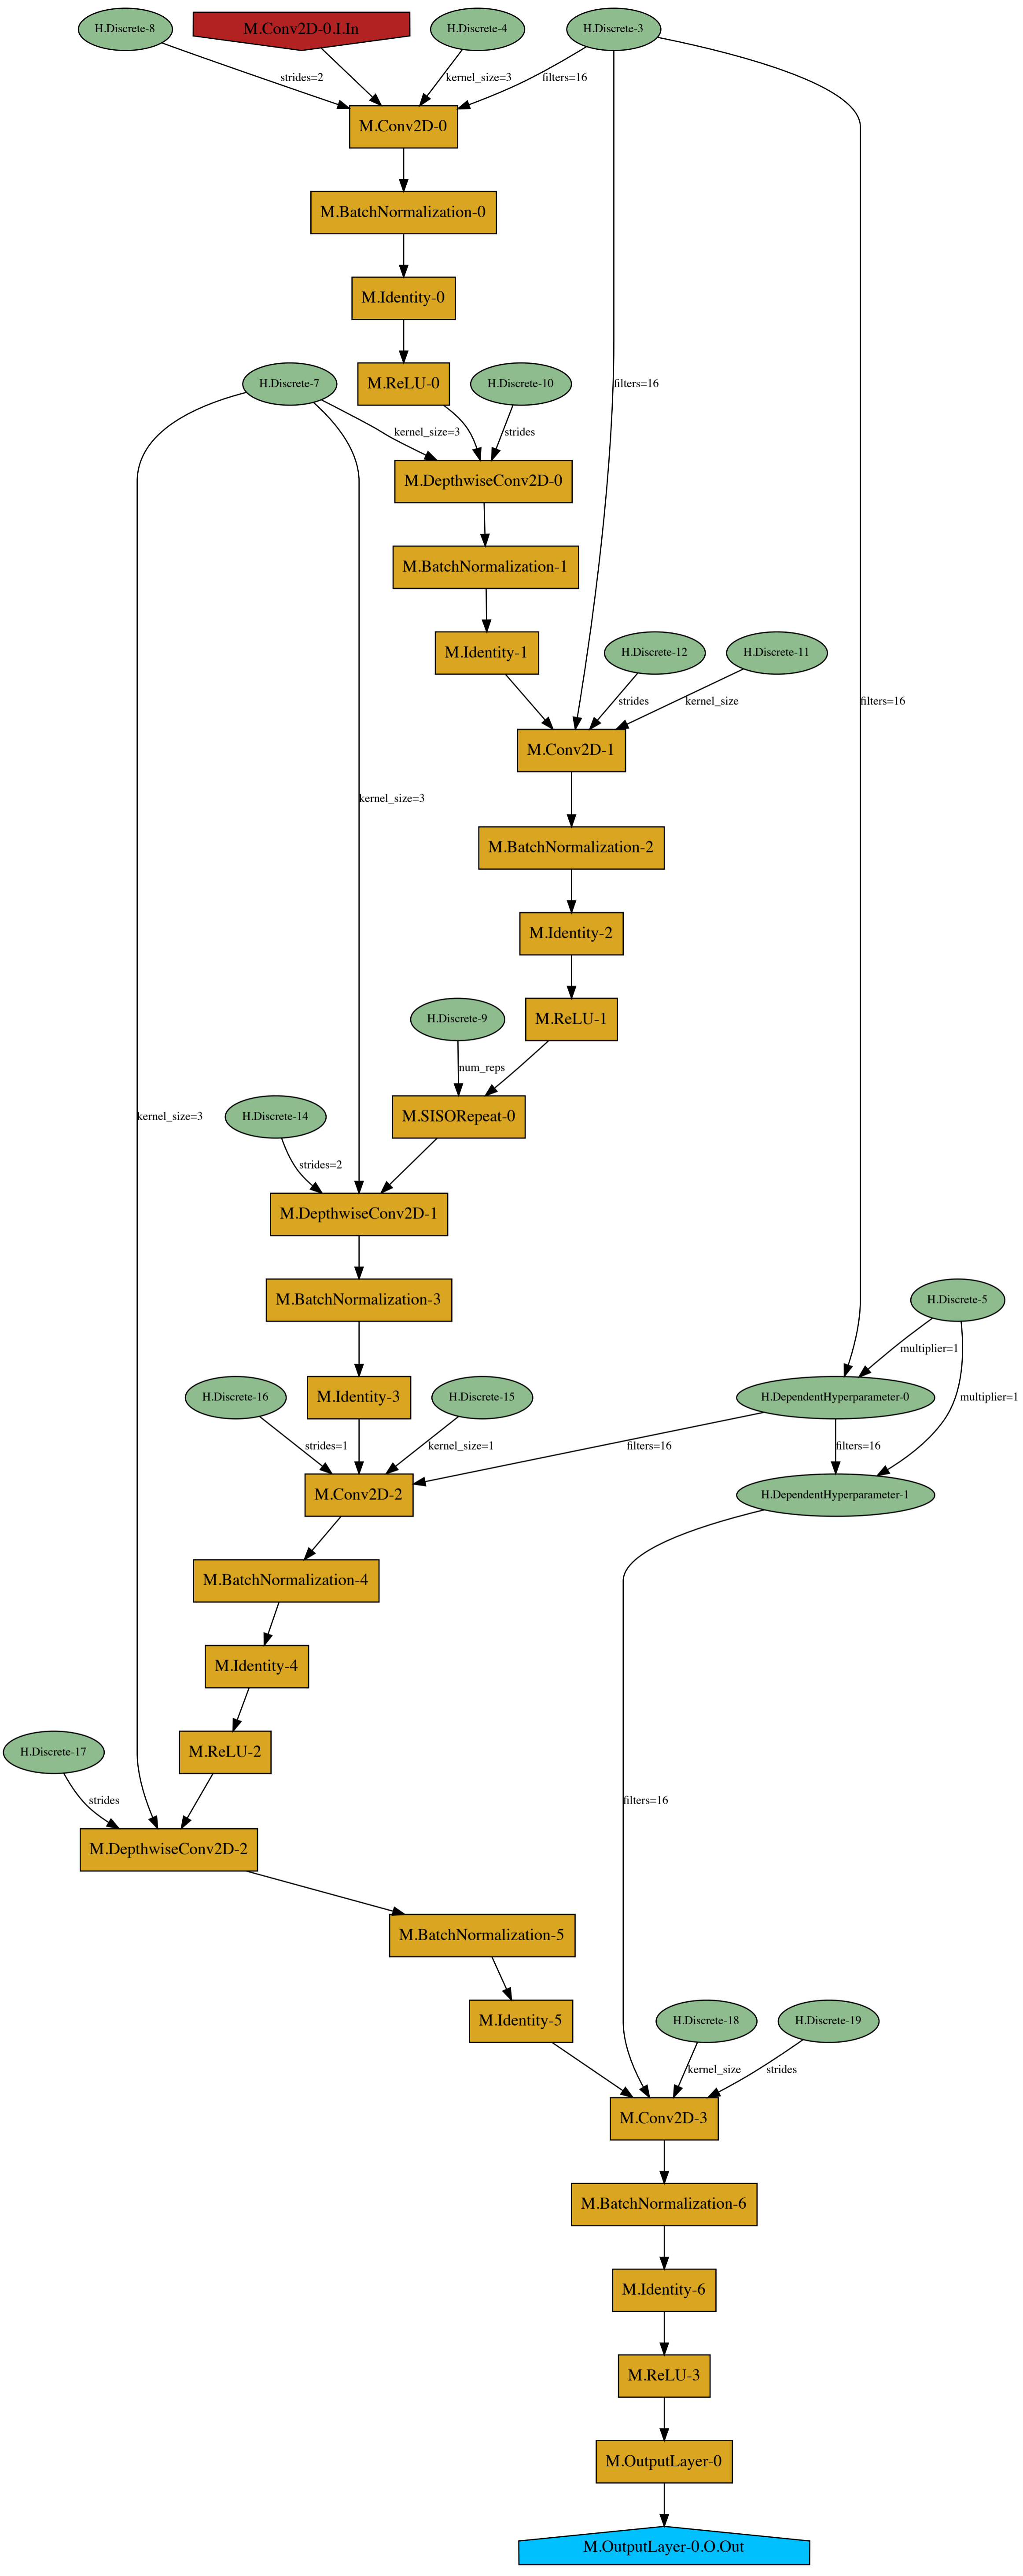 H.Discrete-8
M.Conv2D-0.I.In
H.Discrete-4
H.Discrete-3
strides=2
kernel_size=3
filters=16
M.Conv2D-0
M.BatchNormalization-0
M.Identity-0
H.Discrete-7
M.ReLU-0
H.Discrete-10
filters=16
kernel_size=3
strides
M.DepthwiseConv2D-0
M.BatchNormalization-1
M.Identity-1
H.Discrete-12
H.Discrete-11
strides
kernel_size
filters=16
M.Conv2D-1
kernel_size=3
M.BatchNormalization-2
M.Identity-2
H.Discrete-9
M.ReLU-1
num_reps
kernel_size=3
H.Discrete-14
M.SISORepeat-0
strides=2
M.DepthwiseConv2D-1
M.BatchNormalization-3
H.Discrete-5
multiplier=1
H.Discrete-16
M.Identity-3
H.Discrete-15
H.DependentHyperparameter-0
multiplier=1
strides=1
kernel_size=1
filters=16
filters=16
M.Conv2D-2
H.DependentHyperparameter-1
M.BatchNormalization-4
M.Identity-4
H.Discrete-17
M.ReLU-2
strides
filters=16
M.DepthwiseConv2D-2
M.BatchNormalization-5
M.Identity-5
H.Discrete-18
H.Discrete-19
kernel_size
strides
M.Conv2D-3
M.BatchNormalization-6
M.Identity-6
M.ReLU-3
M.OutputLayer-0
M.OutputLayer-0.O.Out